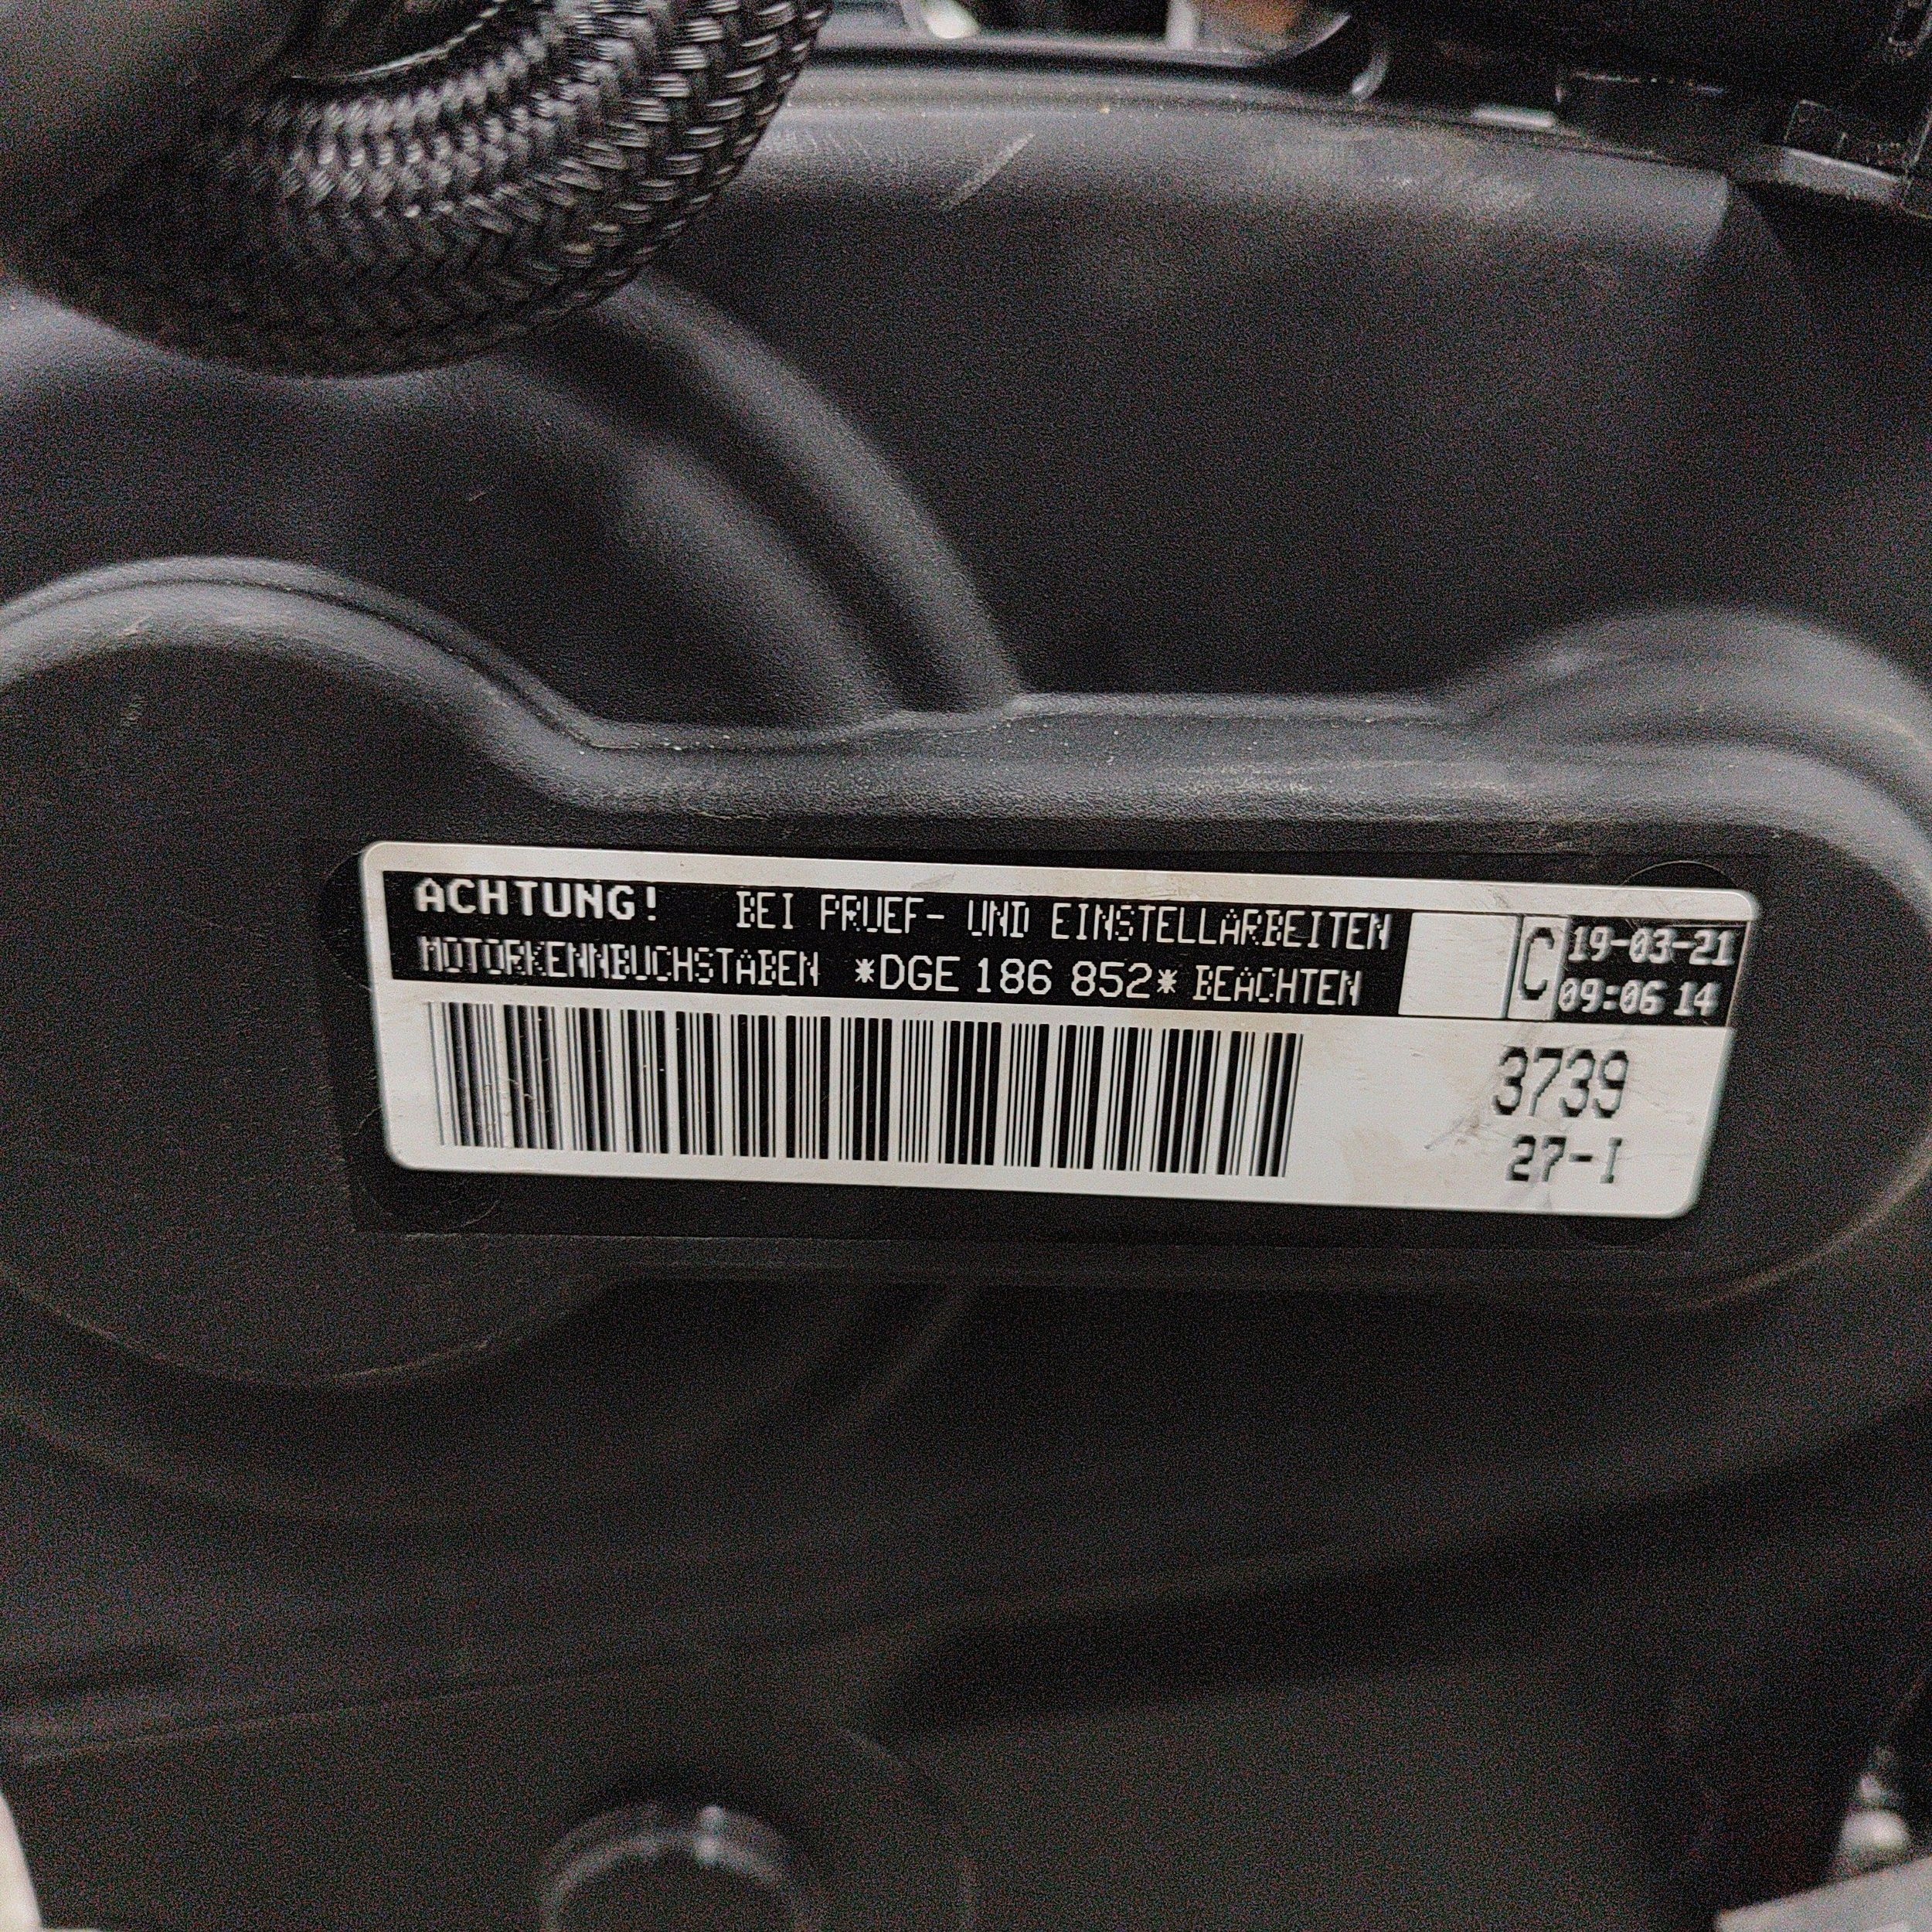 ACHTUNG! BEI PRUEF- UND EINSTELLARBEITEN
MOTORKENNBUCHSTABEN *DGE 186 852* BEACHTEN
C
19-03-21
09:06 14
3739
27-I